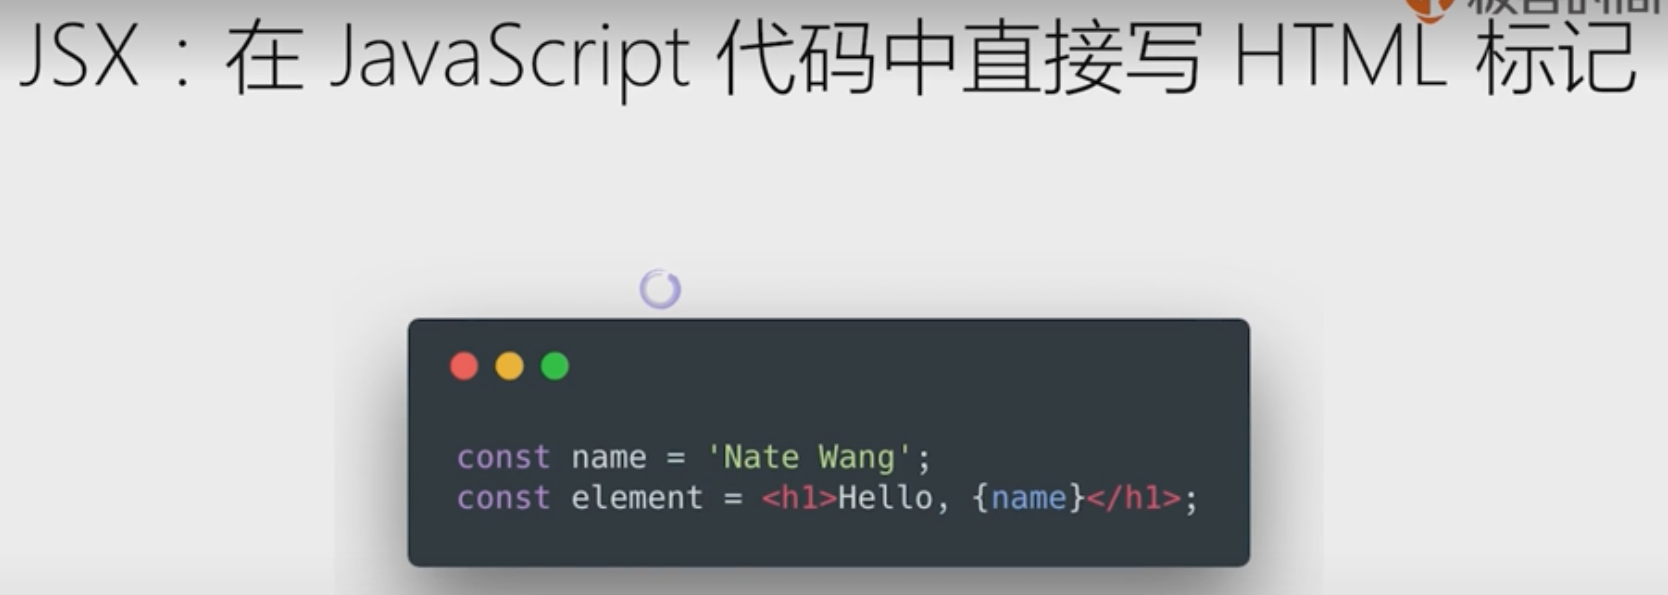 JSX：在 JavaScript 代码中直接写 HTML 标记
const name = 'Nate Wang';
const element = <h1>Hello, {name}</h1>;